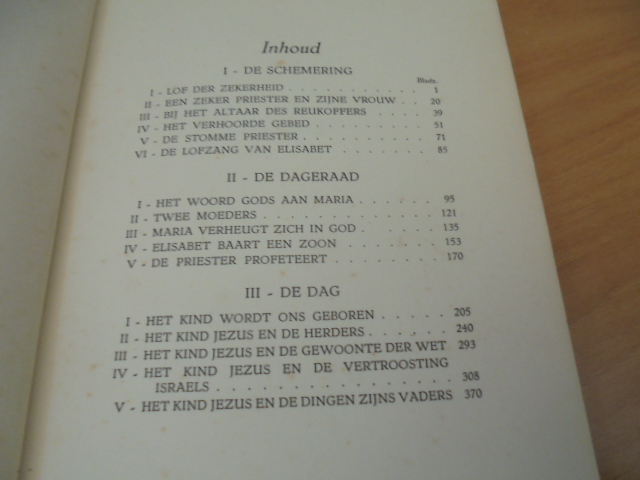 Inhoud
I - DE SCHEMERING
Bladz.
I - LOF DER ZEKERHEID . . . . . . . . . . . 1
II - EEN ZEKER PRIESTER EN ZIJNE VROUW . . 20
III - BIJ HET ALTAAR DES REUKOFFERS . . . . 39
IV - HET VERHOORDE GEBED . . . . . . . . 51
V - DE STOMME PRIESTER . . . . . . . . . 71
VI - DE LOFZANG VAN ELISABET . . . . . . . 85
II - DE DAGERAAD
I - HET WOORD GODS AAN MARIA . . . . . 95
II - TWEE MOEDERS . . . . . . . . . . . 121
III - MARIA VERHEUGT ZICH IN GOD . . . . . 135
IV - ELISABET BAART EEN ZOON . . . . . . 153
V - DE PRIESTER PROFETEERT . . . . . . . 170
III - DE DAG
I - HET KIND WORDT ONS GEBOREN . . . . . 205
II - HET KIND JEZUS EN DE HERDERS . . . . . 240
III - HET KIND JEZUS EN DE GEWOONTE DER WET 293
IV - HET KIND JEZUS EN DE VERTROOSTING
ISRAELS . . . . . . . . . . . . . . . 308
V - HET KIND JEZUS EN DE DINGEN ZIJNS VADERS 370